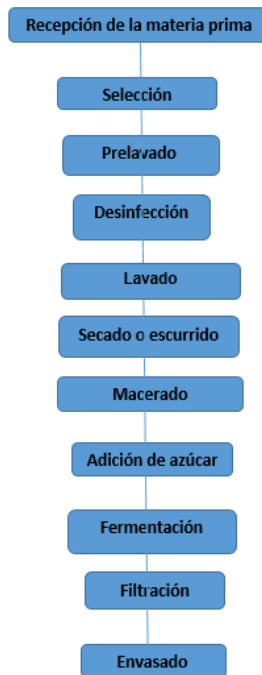 Recepción de la materia prima
Selección
Prelavado
Desinfección
Lavado
Secado o escurrido
Macerado
Adición de azúcar
Fermentación
Filtración
Envasado